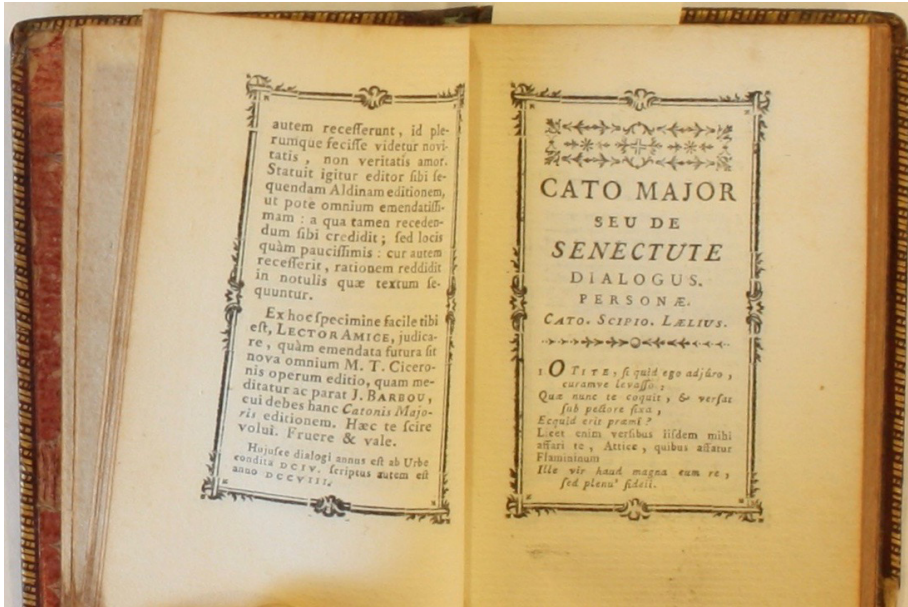 autem recesserunt, id ple-
rumque fecisse videtur novi-
tatis, non veritatis amor.
Statuit igitur editor sibi se-
quendam Aldinam editionem,
ut pote omnium emendatissi-
mam : a qua tamen receden-
dum sibi credidit ; sed locis
quàm paucissimis : cur autem
recesserit, rationem reddidit
in notulis quæ textum se-
quuntur.
Ex hoc specimine facile tibi
est, LECTOR AMICE, judica-
re, quàm emendata futura sit
nova omnium M. T. Cicero-
nis operum editio, quam me-
ditatur ac parat J. BARBOU,
cui debes hanc Catonis Majo-
ris editionem. Hæc te scire
volui. Fruere & vale.
Hujusce dialogi annus est ab Urbe
condita DCIV. scriptus autem est
anno DCCVIII.
CATO MAJOR
SEU DE
SENECTUTE
DIALOGUS.
PERSONÆ.
CATO. SCIPIO. LÆLIUS.
1 O TITE, si quid ego adjûro,
curamve levasso ;
Quæ nunc te coquit, & versat
sub pectore fixa,
Ecquid erit præmî ?
Licet enim versibus iisdem mihi
affari te, Attice, quibus affatur
Flamininum
Ille vir haud magna cum re,
sed plenu' fideii.